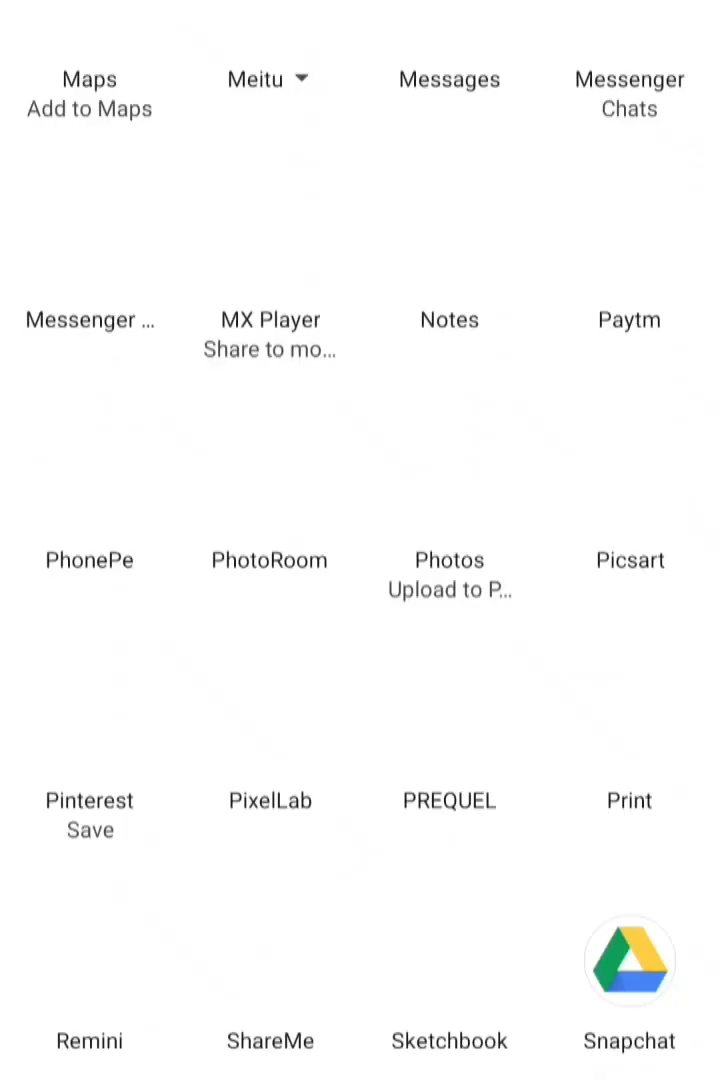 Maps
Add to Maps
Meitu
Messages
Messenger
Chats
Messenger ...
MX Player
Share to mo...
Notes
Paytm
PhonePe
PhotoRoom
Photos
Upload to P...
Picsart
Pinterest
Save
PixelLab
PREQUEL
Print
Remini
ShareMe
Sketchbook
Snapchat